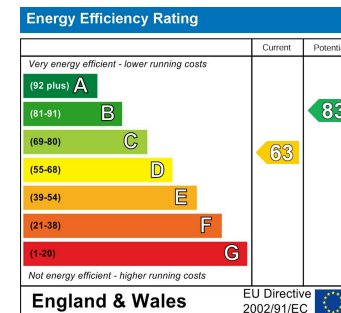 Energy Efficiency Rating
Current
Very energy efficient - lower running costs
(92 plus) A
(81-91) B
83
(69-80) C
63
(55-68) D
(39-54) E
(21-38) F
(1-20) G
Not energy efficient - higher running costs
England & Wales
EU Directive
2002/91/EC